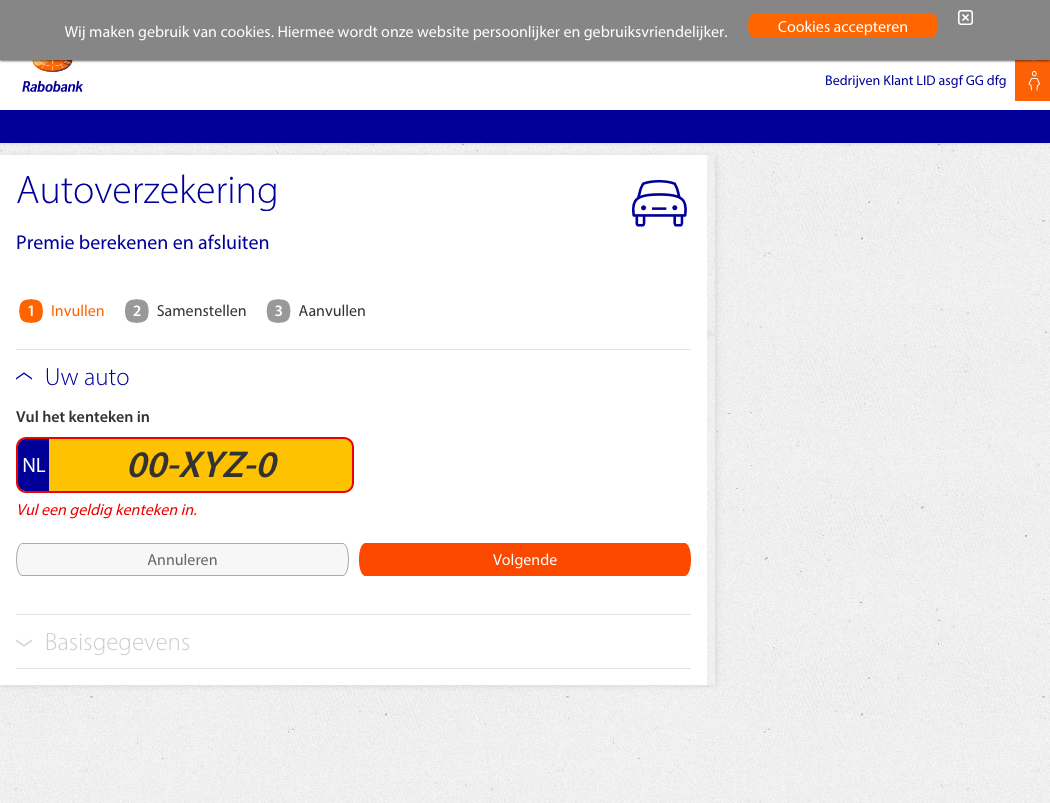 Wij maken gebruik van cookies. Hiermee wordt onze website persoonlijker en gebruiksvriendelijker.
Cookies accepteren
Rabobank
Bedrijven Klant LID asgf GG dfg
Autoverzekering
Premie berekenen en afsluiten
1 Invullen 2 Samenstellen 3 Aanvullen
Uw auto
Vul het kenteken in
NL 00-XYZ-0
Vul een geldig kenteken in.
Annuleren Volgende
Basisgegevens